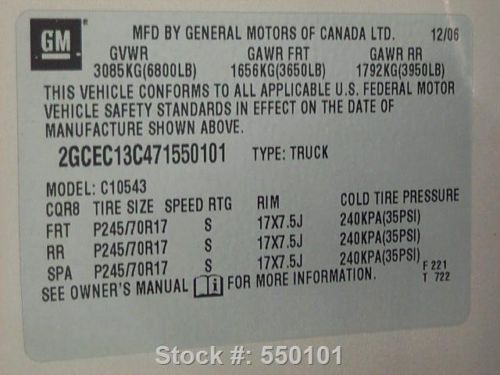 GM
MFD BY GENERAL MOTORS OF CANADA LTD. 12/06
GVWR GAWR FRT GAWR RR
3085KG(6800LB) 1656KG(3650LB) 1792KG(3950LB)
THIS VEHICLE CONFORMS TO ALL APPLICABLE U.S. FEDERAL MOTOR
VEHICLE SAFETY STANDARDS IN EFFECT ON THE DATE OF
MANUFACTURE SHOWN ABOVE.
2GCEC13C471550101 TYPE: TRUCK
MODEL: C10543
CQR8 TIRE SIZE SPEED RTG RIM COLD TIRE PRESSURE
FRT P245/70R17 S 17X7.5J 240KPA(35PSI)
RR P245/70R17 S 17X7.5J 240KPA(35PSI)
SPA P245/70R17 S 17X7.5J 240KPA(35PSI)
SEE OWNER'S MANUAL i FOR MORE INFORMATION.
F 221
T 722
Stock #: 550101